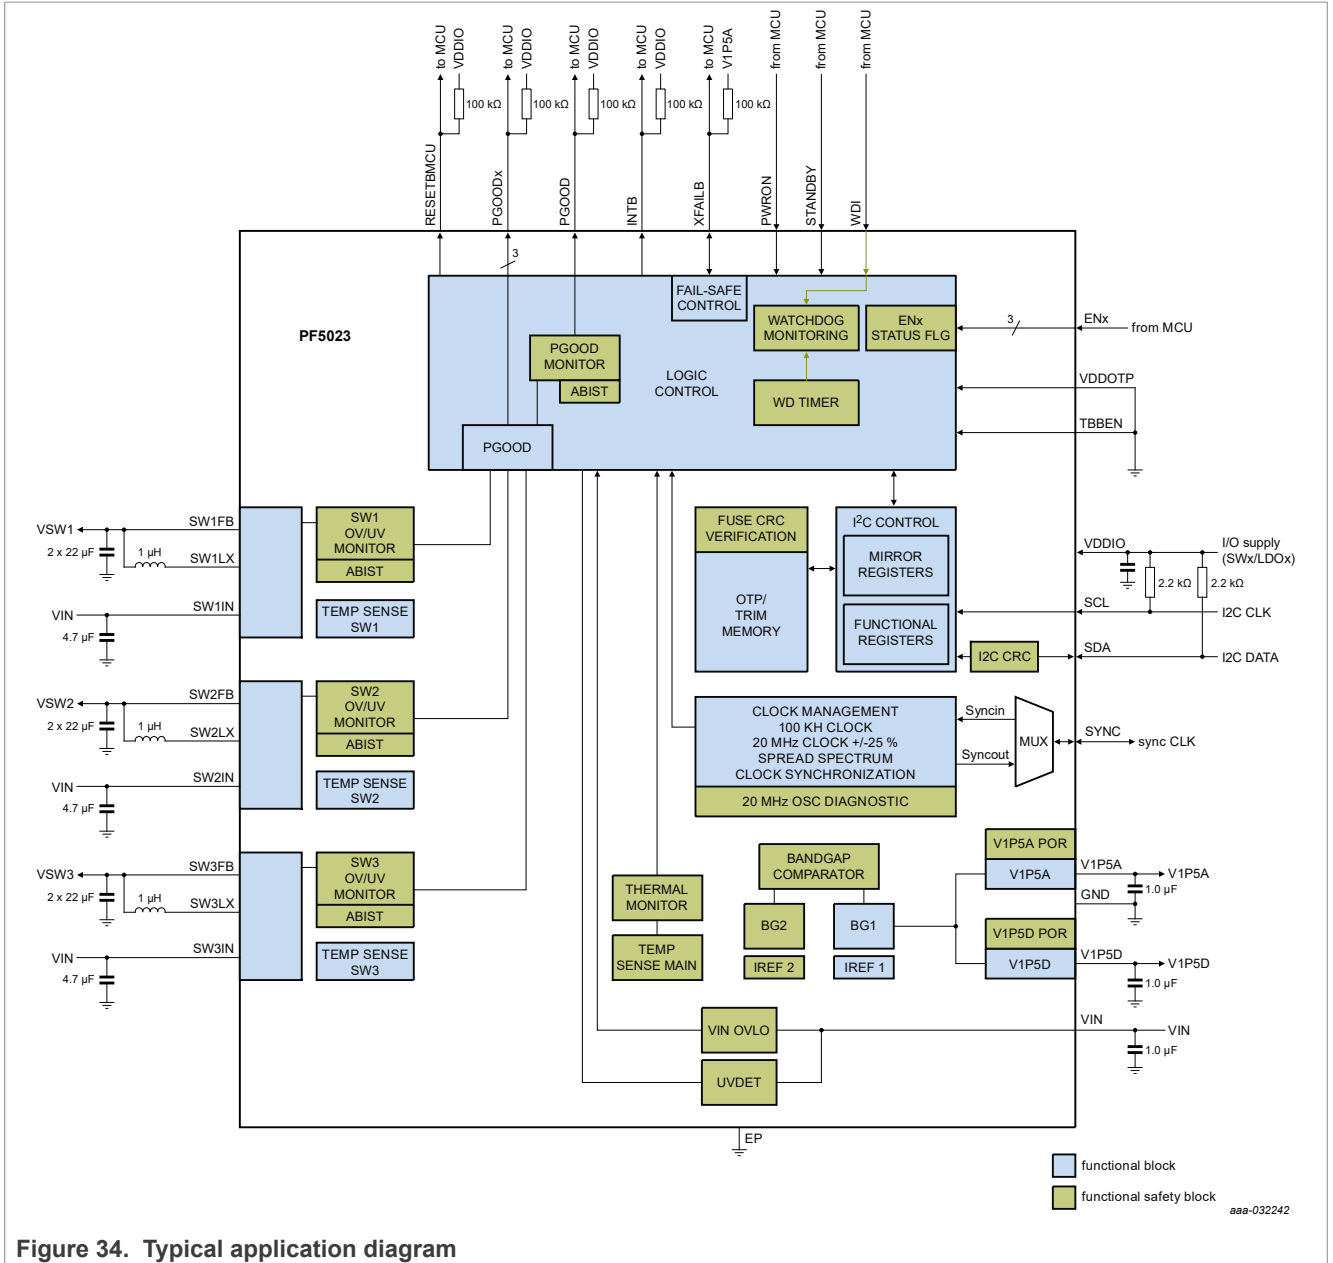 to MCU
VDDIO
to MCU
VDDIO
to MCU
VDDIO
to MCU
VDDIO
to MCU
V1P5A
from MCU
from MCU
from MCU
100 kΩ
100 kΩ
100 kΩ
100 kΩ
100 kΩ
RESETBMCU
PGOODx
PGOOD
INTB
XFAILB
PWRON
STANDBY
WDI
3
PF5023
FAIL-SAFE
CONTROL
WATCHDOG
MONITORING
ENx
STATUS FLG
3
ENx
from MCU
PGOOD
MONITOR
ABIST
LOGIC
CONTROL
WD TIMER
VDDOTP
TBBEN
PGOOD
VSW1
SW1FB
2 x 22 µF
1 µH
SW1LX
VIN
SW1IN
4.7 µF
SW1
OV/UV
MONITOR
ABIST
TEMP SENSE
SW1
FUSE CRC
VERIFICATION
OTP/
TRIM
MEMORY
I2C CONTROL
MIRROR
REGISTERS
FUNCTIONAL
REGISTERS
I2C CRC
VDDIO
I/O supply
(SWx/LDOx)
2.2 kΩ
2.2 kΩ
SCL
I2C CLK
SDA
I2C DATA
VSW2
SW2FB
2 x 22 µF
1 µH
SW2LX
VIN
SW2IN
4.7 µF
SW2
OV/UV
MONITOR
ABIST
TEMP SENSE
SW2
CLOCK MANAGEMENT
100 KH CLOCK
20 MHz CLOCK +/-25 %
SPREAD SPECTRUM
CLOCK SYNCHRONIZATION
20 MHz OSC DIAGNOSTIC
Syncin
Syncout
MUX
SYNC
sync CLK
VSW3
SW3FB
2 x 22 µF
1 µH
SW3LX
VIN
SW3IN
4.7 µF
SW3
OV/UV
MONITOR
ABIST
TEMP SENSE
SW3
THERMAL
MONITOR
TEMP
SENSE MAIN
BANDGAP
COMPARATOR
BG2
BG1
IREF 2
IREF 1
V1P5A POR
V1P5A
V1P5A
V1P5A
1.0 µF
GND
V1P5D POR
V1P5D
V1P5D
V1P5D
1.0 µF
VIN OVLO
UVDET
VIN
VIN
1.0 µF
EP
functional block
functional safety block
aaa-032242
Figure 34. Typical application diagram